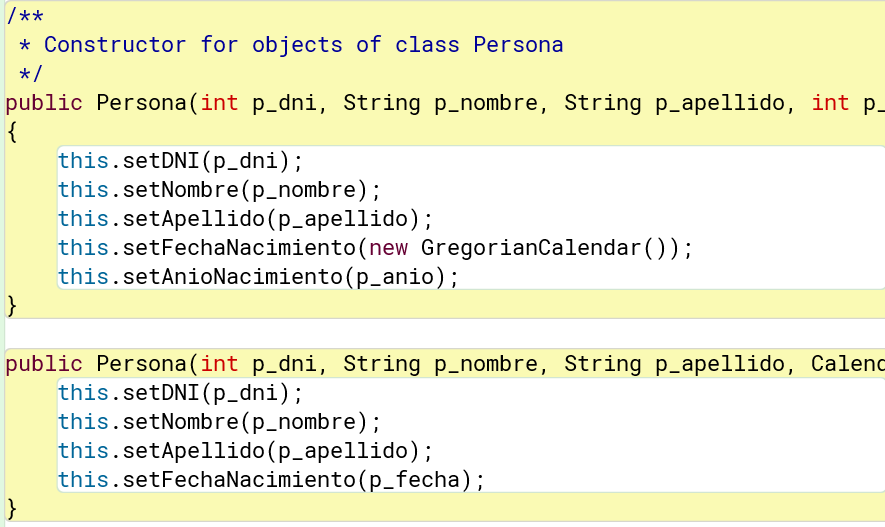 /**
 * Constructor for objects of class Persona
 */
public Persona(int p_dni, String p_nombre, String p_apellido, int p_
{
    this.setDNI(p_dni);
    this.setNombre(p_nombre);
    this.setApellido(p_apellido);
    this.setFechaNacimiento(new GregorianCalendar());
    this.setAnioNacimiento(p_anio);
}
public Persona(int p_dni, String p_nombre, String p_apellido, Calend
    this.setDNI(p_dni);
    this.setNombre(p_nombre);
    this.setApellido(p_apellido);
    this.setFechaNacimiento(p_fecha);
}